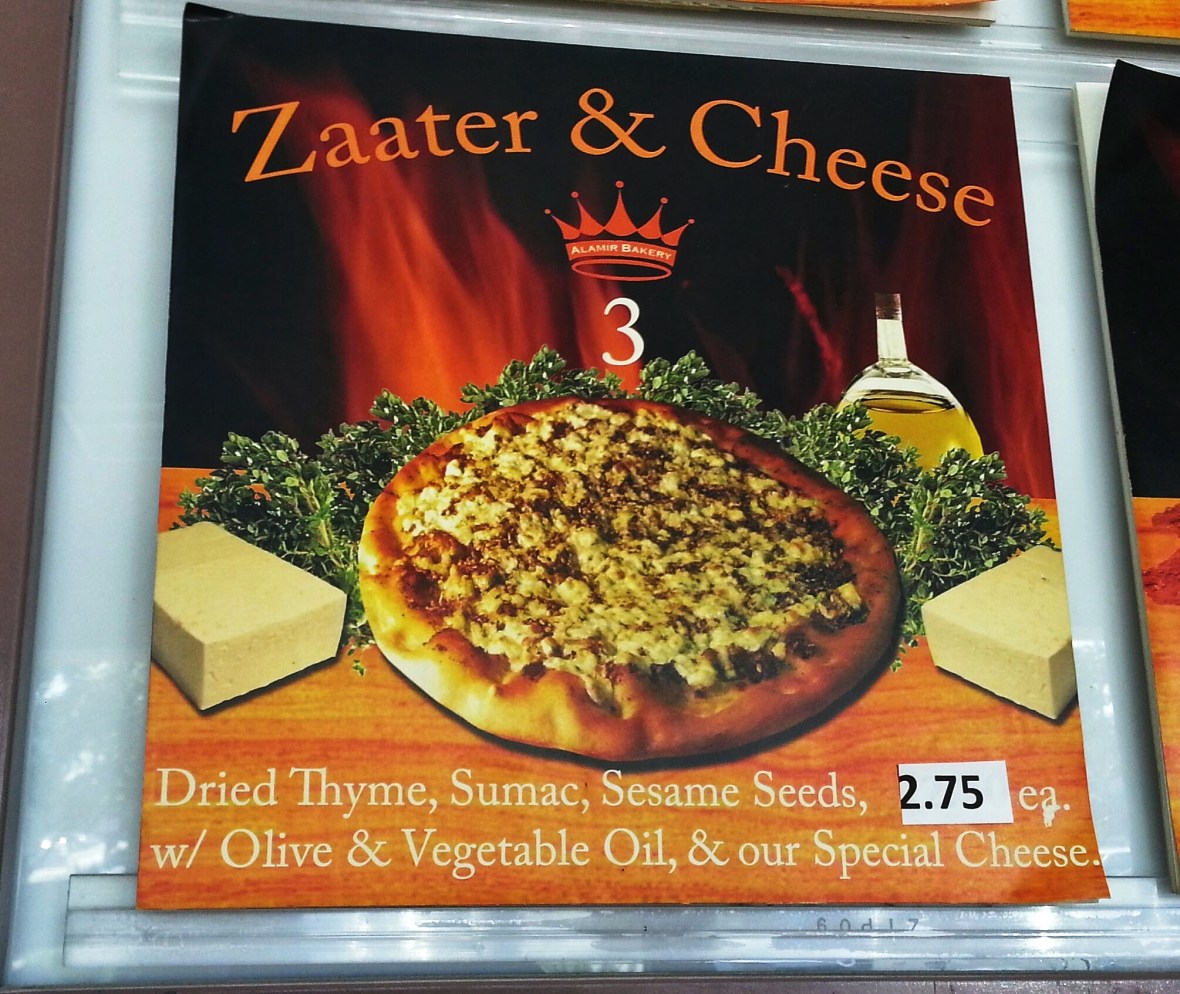 Zaater & Cheese
ALAMIR BAKERY
3
Dried Thyme, Sumac, Sesame Seeds, 2.75 ea.
w/ Olive & Vegetable Oil, & our Special Cheese.